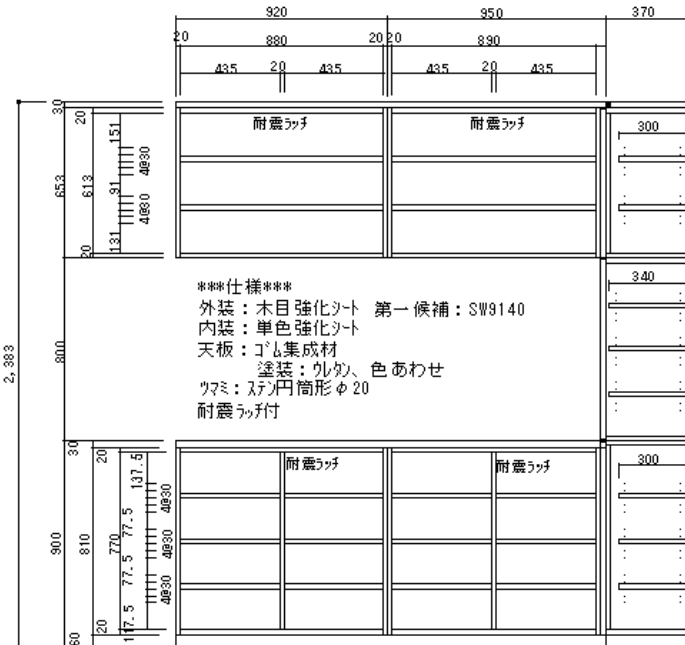 920 950 370
20 880 20 20 890
435 20 435 435 20 435
30 20 151 耐震ラッチ 耐震ラッチ 300
4@30
653 613 91
4@30
131
20
***仕様*** 340
外装：木目強化シート 第一候補：SW9140
内装：単色強化シート
天板：ゴム集成材
塗装：ウレタン、色あわせ
ツマミ：ステン円筒形φ20
耐震ラッチ付
2,383 800
30 20 137.5 耐震ラッチ 耐震ラッチ 300
4@30
77.5
900 810 770 4@30
77.5
4@30
117.5
60 20